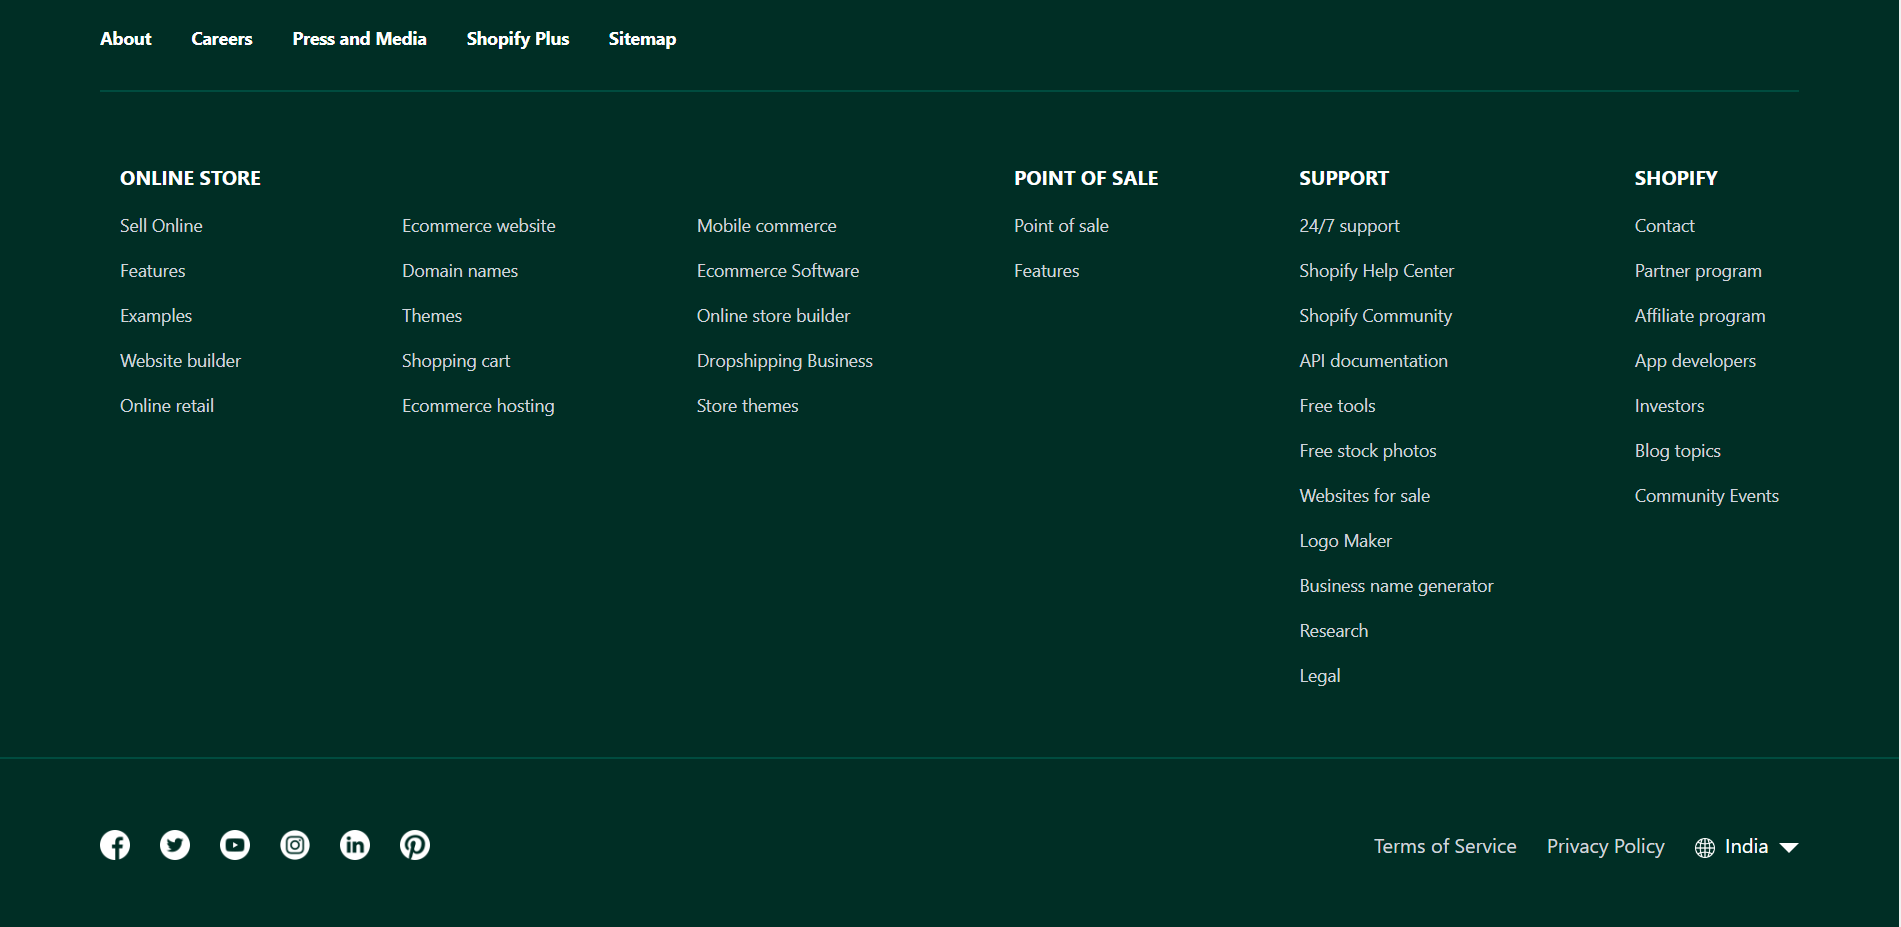 About Careers Press and Media Shopify Plus Sitemap
ONLINE STORE
Sell Online
Features
Examples
Website builder
Online retail
Ecommerce website
Domain names
Themes
Shopping cart
Ecommerce hosting
Mobile commerce
Ecommerce Software
Online store builder
Dropshipping Business
Store themes
POINT OF SALE
Point of sale
Features
SUPPORT
24/7 support
Shopify Help Center
Shopify Community
API documentation
Free tools
Free stock photos
Websites for sale
Logo Maker
Business name generator
Research
Legal
SHOPIFY
Contact
Partner program
Affiliate program
App developers
Investors
Blog topics
Community Events
Terms of Service Privacy Policy India